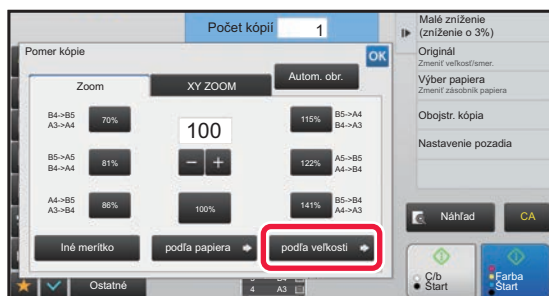 Počet kópií 1
Pomer kópie
OK
Zoom
XY ZOOM
Autom. obr.
B4->B5
A3->A4
70%
100
115%
B5->A4
B4->A3
B5->A5
B4->A4
81%
122%
A5->B5
A4->B4
A4->B5
A3->B4
86%
100%
141%
B5->B4
A4->A3
Iné merítko
podľa papiera
podľa veľkosti
Ostatné
4 A3
Malé zníženie
(zníženie o 3%)
Originál
Zmeniť veľkosť/smer.
Výber papiera
Zmeniť zásobník papiera
Obojstr. kópia
Nastavenie pozadia
Náhľad
CA
Č/b
Štart
Farba
Štart